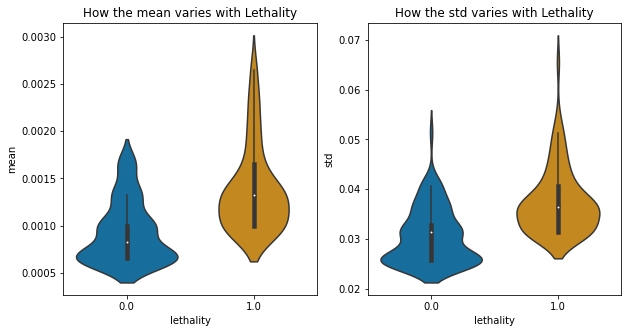 How the mean varies with Lethality
0.0030
0.0025
0.0020
0.0015
0.0010
0.0005
mean
0.0
1.0
lethality
How the std varies with Lethality
0.07
0.06
0.05
0.04
0.03
0.02
std
0.0
1.0
lethality